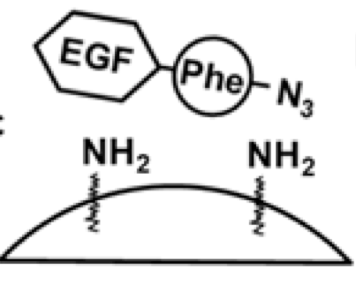 EGF Phe N₃
NH₂ NH₂